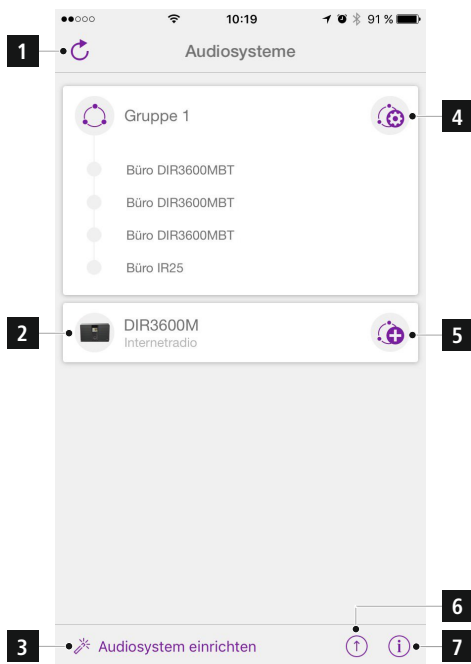 10:19
91 %
1
Audiosysteme
Gruppe 1
4
Büro DIR3600MBT
Büro DIR3600MBT
Büro DIR3600MBT
Büro IR25
2
DIR3600M
Internetradio
5
6
3
Audiosystem einrichten
i
7